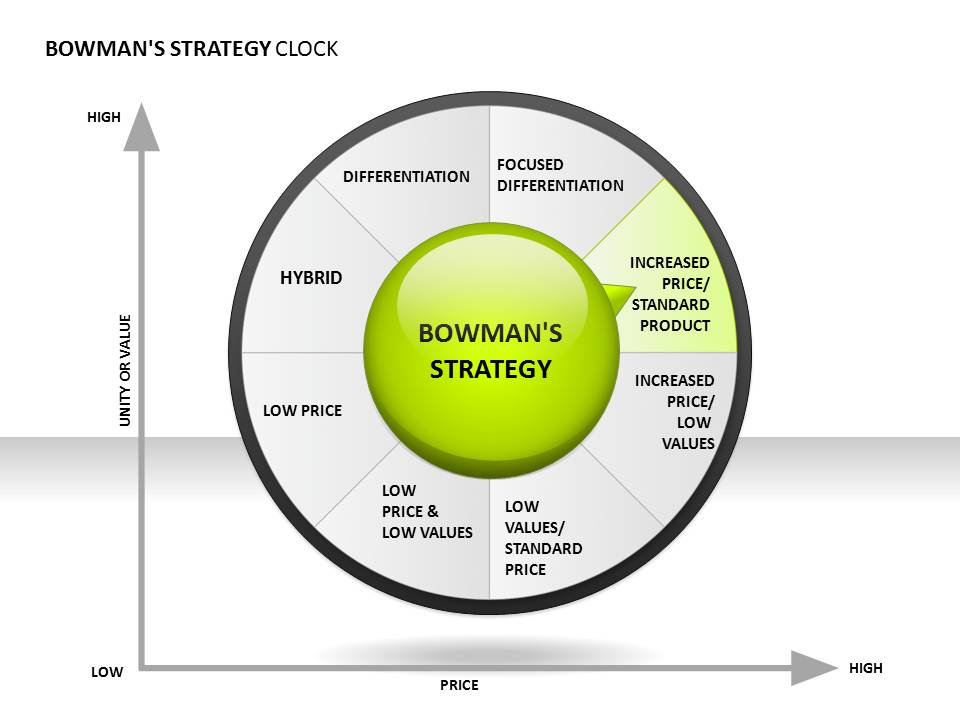 BOWMAN'S STRATEGY CLOCK
HIGH
DIFFERENTIATION
FOCUSED
DIFFERENTIATION
HYBRID
INCREASED
PRICE/
STANDARD
PRODUCT
BOWMAN'S
STRATEGY
UNITY OR VALUE
LOW PRICE
INCREASED
PRICE/
LOW
VALUES
LOW
PRICE &
LOW VALUES
LOW
VALUES/
STANDARD
PRICE
LOW
PRICE
HIGH